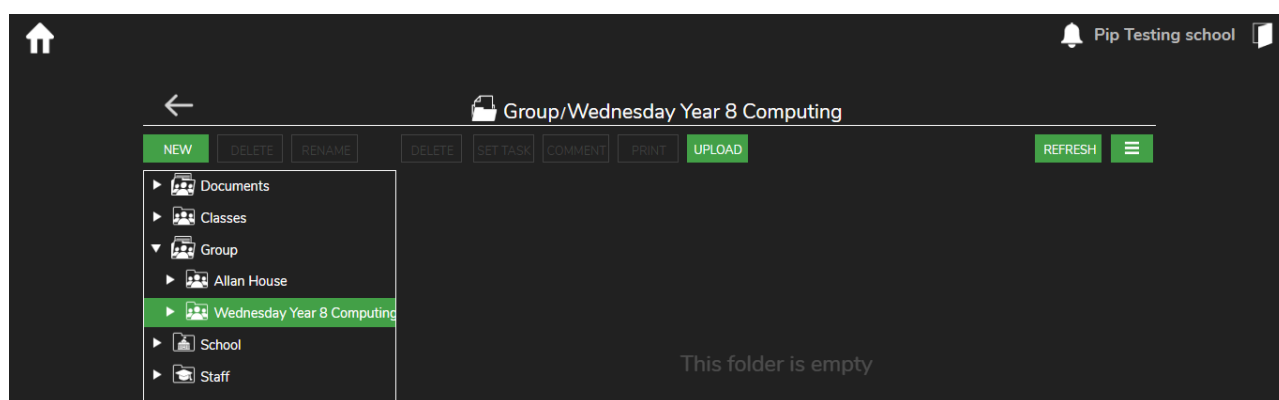 Pip Testing school
Group/Wednesday Year 8 Computing
NEW DELETE RENAME DELETE SET TASK COMMENT PRINT UPLOAD REFRESH
Documents
Classes
Group
Allan House
Wednesday Year 8 Computing
School
Staff
This folder is empty